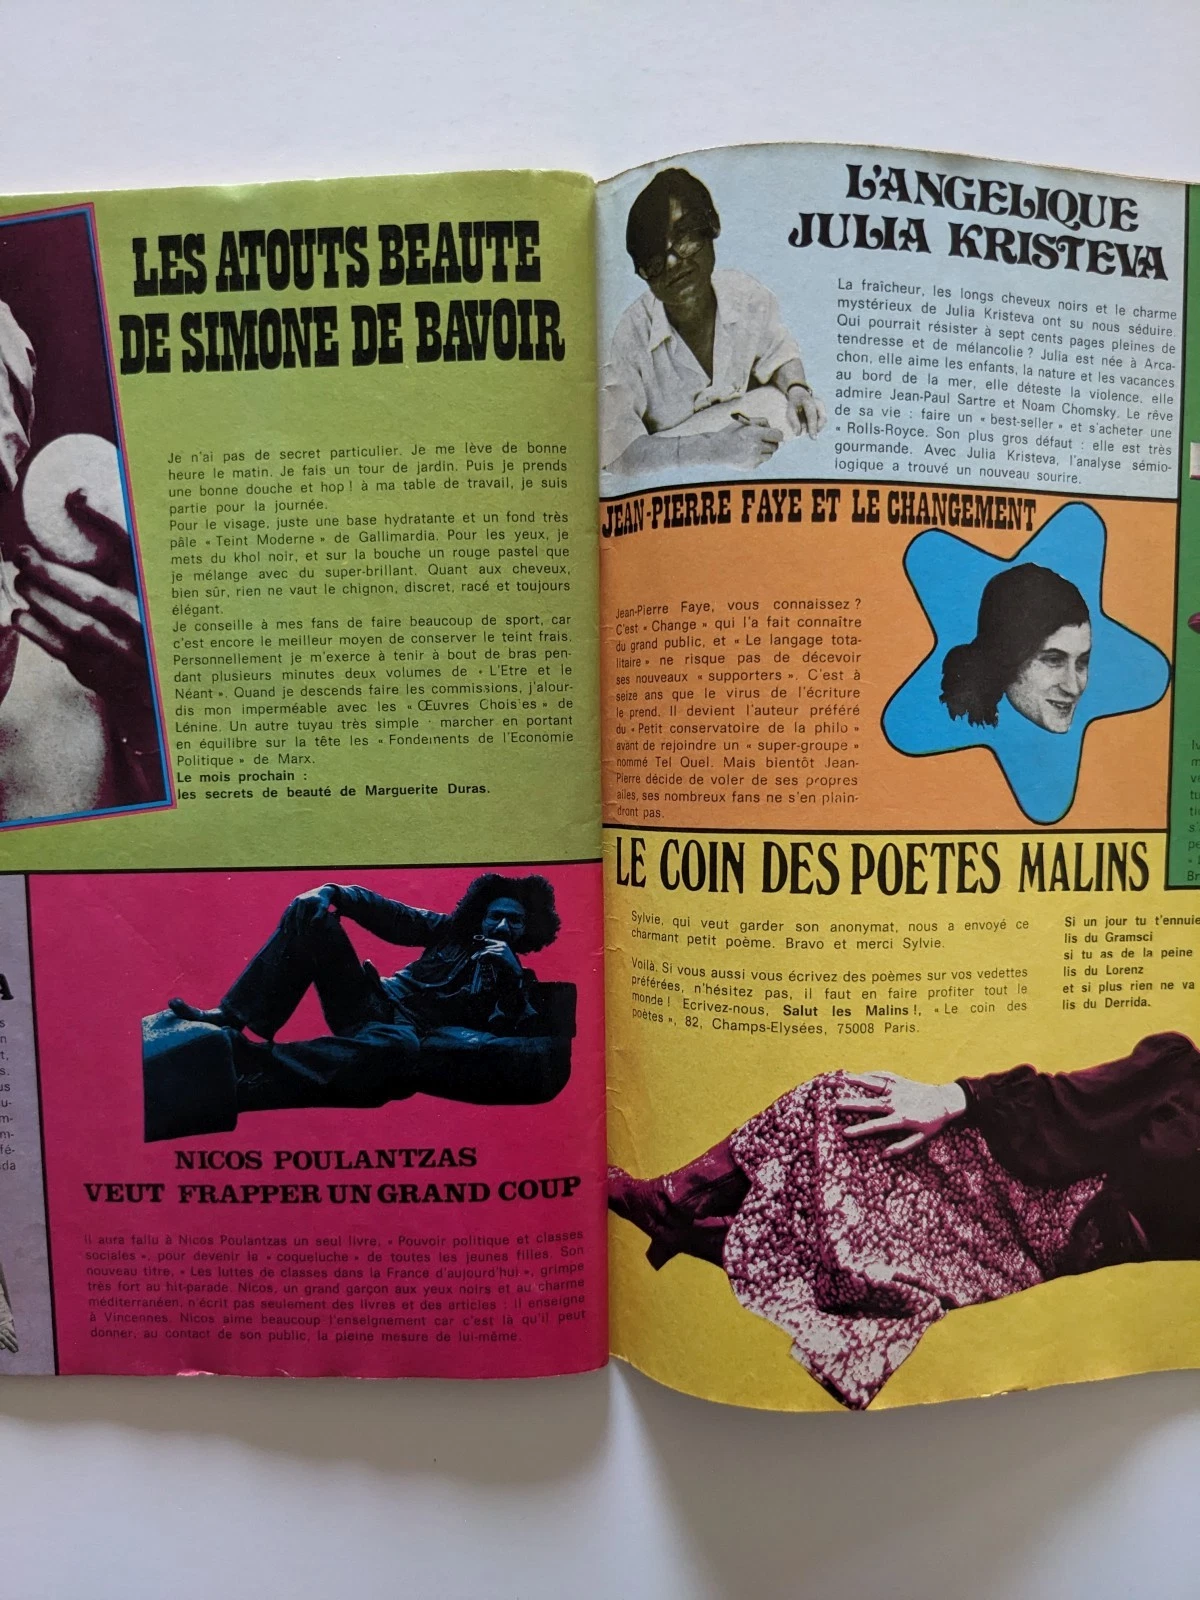 LES ATOUTS BEAUTE
DE SIMONE DE BAVOIR
Je n'ai pas de secret particulier. Je me lève de bonne
heure le matin. Je fais un tour de jardin. Puis je prends
une bonne douche et hop ! à ma table de travail, je suis
partie pour la journée.
Pour le visage, juste une base hydratante et un fond très
pâle « Teint Moderne » de Gallimardia. Pour les yeux, je
mets du khol noir, et sur la bouche un rouge pastel que
je mélange avec du super-brillant. Quant aux cheveux,
bien sûr, rien ne vaut le chignon, discret, racé et toujours
élégant.
Je conseille à mes fans de faire beaucoup de sport, car
c'est encore le meilleur moyen de conserver le teint frais.
Personnellement je m'exerce à tenir à bout de bras pen-
dant plusieurs minutes deux volumes de « L'Etre et le
Néant ». Quand je descends faire les commissions, j'alour-
dis mon imperméable avec les « Œuvres Choisies » de
Lénine. Un autre tuyau très simple : marcher en portant
en équilibre sur la tête les « Fondements de l'Economie
Politique » de Marx.
Le mois prochain :
les secrets de beauté de Marguerite Duras.
NICOS POULANTZAS
VEUT FRAPPER UN GRAND COUP
Il aura fallu à Nicos Poulantzas un seul livre, « Pouvoir politique et classes
sociales », pour devenir la « coqueluche » de toutes les jeunes filles. Son
nouveau titre, « Les luttes de classes dans la France d'aujourd'hui », grimpe
très fort au hit-parade. Nicos, un grand garçon aux yeux noirs et au charme
méditerranéen, n'écrit pas seulement des livres et des articles : il enseigne
à Vincennes. Nicos aime beaucoup l'enseignement car c'est là qu'il peut
donner, au contact de son public, la pleine mesure de lui-même.
L'ANGELIQUE
JULIA KRISTEVA
La fraîcheur, les longs cheveux noirs et le charme
mystérieux de Julia Kristeva ont su nous séduire.
Qui pourrait résister à sept cents pages pleines de
tendresse et de mélancolie ? Julia est née à Arca-
chon, elle aime les enfants, la nature et les vacances
au bord de la mer, elle déteste la violence, elle
admire Jean-Paul Sartre et Noam Chomsky. Le rêve
de sa vie : faire un « best-seller » et s'acheter une
« Rolls-Royce. Son plus gros défaut : elle est très
gourmande. Avec Julia Kristeva, l'analyse sémio-
logique a trouvé un nouveau sourire.
JEAN-PIERRE FAYE ET LE CHANGEMENT
Jean-Pierre Faye, vous connaissez ?
C'est « Change » qui l'a fait connaître
du grand public, et « Le langage tota-
litaire » ne risque pas de décevoir
ses nouveaux « supporters ». C'est à
seize ans que le virus de l'écriture
le prend. Il devient l'auteur préféré
du « Petit conservatoire de la philo »
avant de rejoindre un « super-groupe »
nommé Tel Quel. Mais bientôt Jean-
Pierre décide de voler de ses propres
ailes, ses nombreux fans ne s'en plain-
dront pas.
LE COIN DES POETES MALINS
Sylvie, qui veut garder son anonymat, nous a envoyé ce
charmant petit poème. Bravo et merci Sylvie.
Voilà. Si vous aussi vous écrivez des poèmes sur vos vedettes
préférées, n'hésitez pas, il faut en faire profiter tout le
monde ! Ecrivez-nous, Salut les Malins !, « Le coin des
poètes », 82, Champs-Elysées, 75008 Paris.
Si un jour tu t'ennuie
lis du Gramsci
si tu as de la peine
lis du Lorenz
et si plus rien ne va
lis du Derrida.